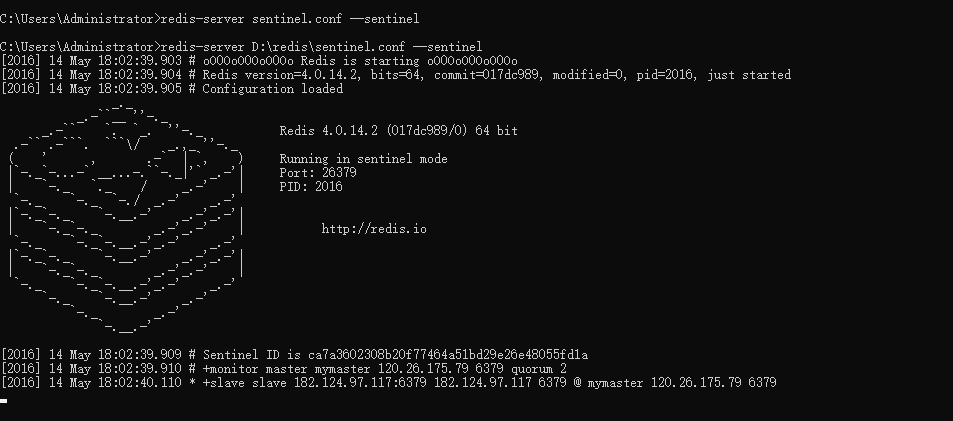 C:\Users\Administrator>redis-server sentinel.conf --sentinel
C:\Users\Administrator>redis-server D:\redis\sentinel.conf --sentinel
[2016] 14 May 18:02:39.903 # oO0OoO0OoO0Oo Redis is starting oO0OoO0OoO0Oo
[2016] 14 May 18:02:39.904 # Redis version=4.0.14.2, bits=64, commit=017dc989, modified=0, pid=2016, just started
[2016] 14 May 18:02:39.905 # Configuration loaded
Redis 4.0.14.2 (017dc989/0) 64 bit
Running in sentinel mode
Port: 26379
PID: 2016
http://redis.io
[2016] 14 May 18:02:39.909 # Sentinel ID is ca7a3602308b20f77464a51bd29e26e48055fd1a
[2016] 14 May 18:02:39.910 # +monitor master mymaster 120.26.175.79 6379 quorum 2
[2016] 14 May 18:02:40.110 * +slave slave 182.124.97.117:6379 182.124.97.117 6379 @ mymaster 120.26.175.79 6379